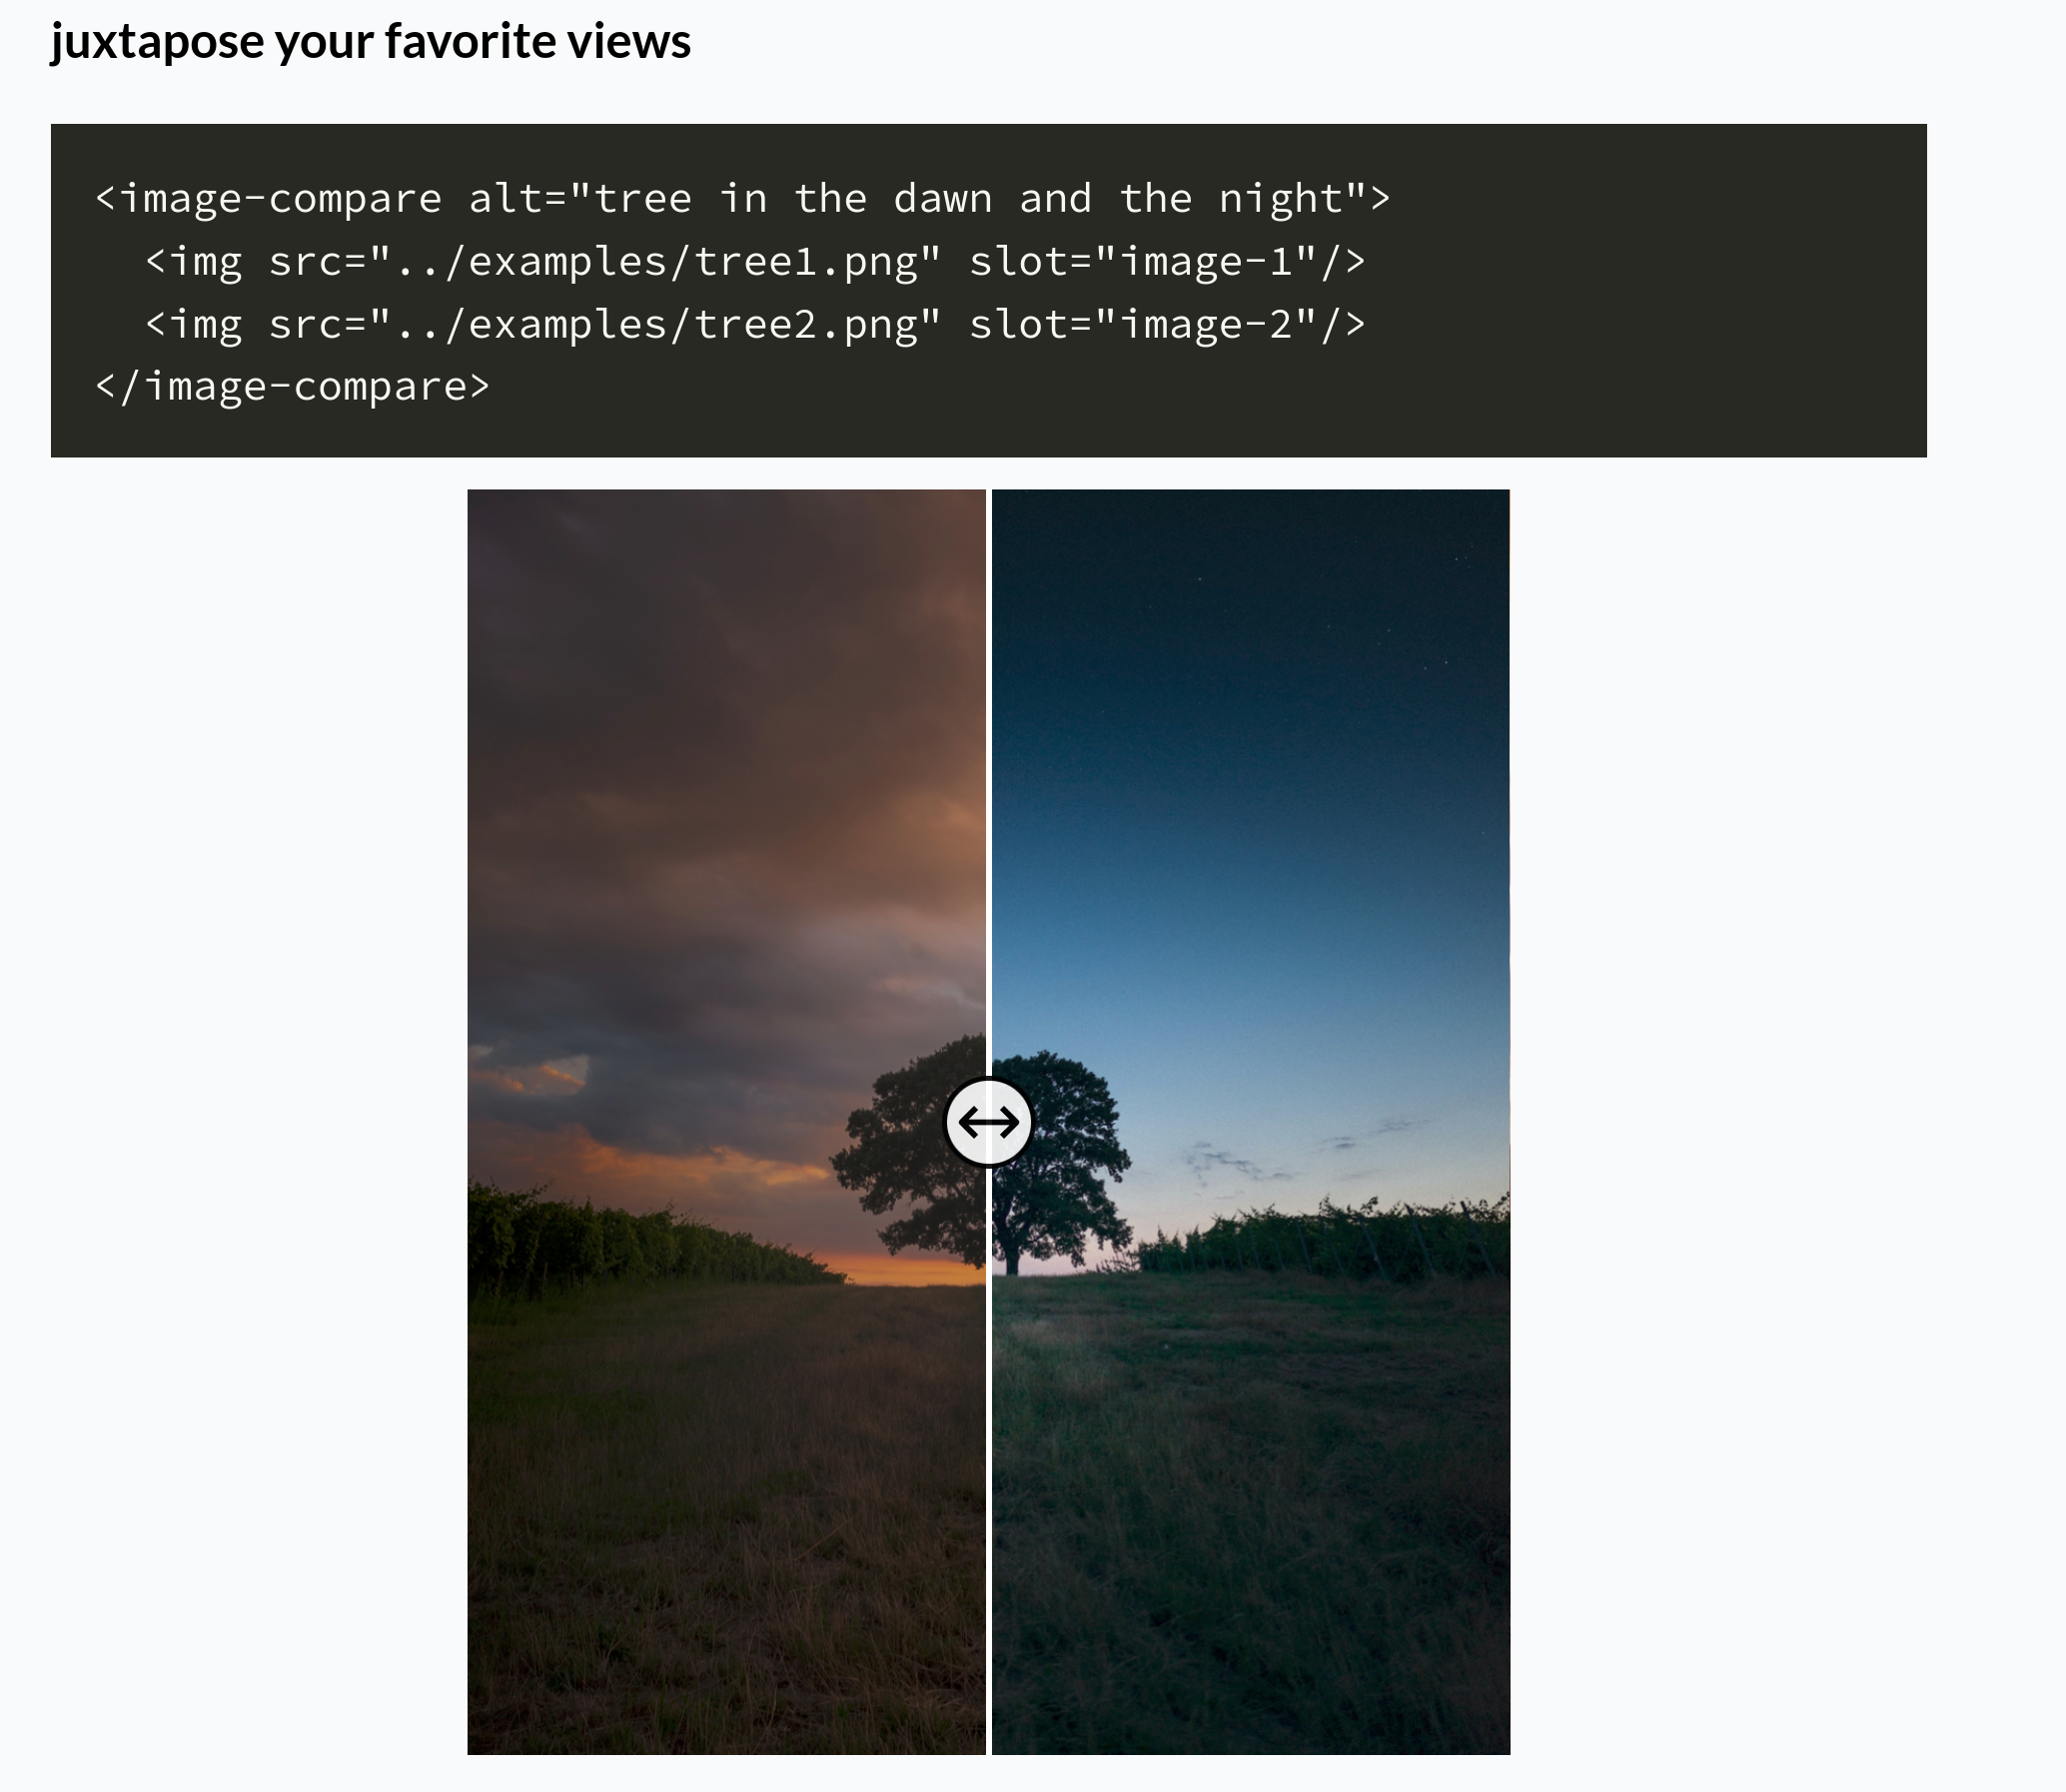 juxtapose your favorite views
<image-compare alt="tree in the dawn and the night">
  <img src="../examples/tree1.png" slot="image-1"/>
  <img src="../examples/tree2.png" slot="image-2"/>
</image-compare>